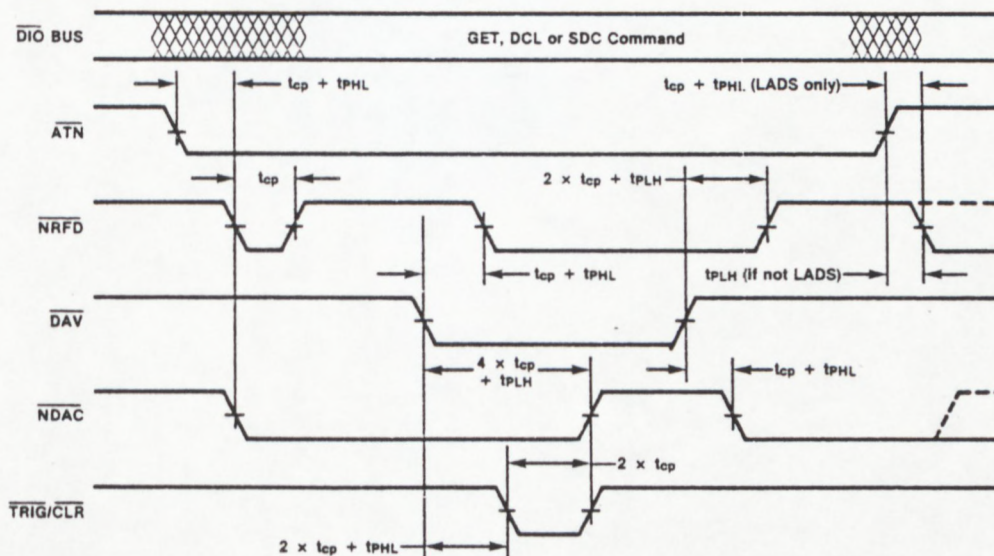 DIO BUS
GET, DCL or SDC Command
tcp + tPHL
tcp + tPHL (LADS only)
ATN
tcp
2 × tcp + tPLH
NRFD
tcp + tPHL
tPLH (if not LADS)
DAV
4 × tcp
+ tPLH
tcp + tPHL
NDAC
2 × tcp
TRIG/CLR
2 × tcp + tPHL